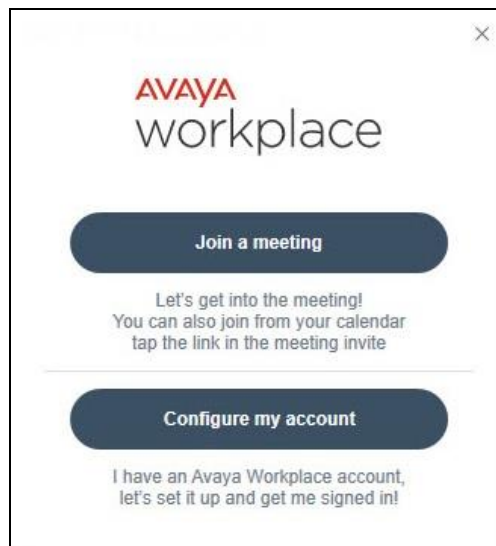 AVAYA
workplace
Join a meeting
Let's get into the meeting!
You can also join from your calendar
tap the link in the meeting invite
Configure my account
I have an Avaya Workplace account,
let's set it up and get me signed in!